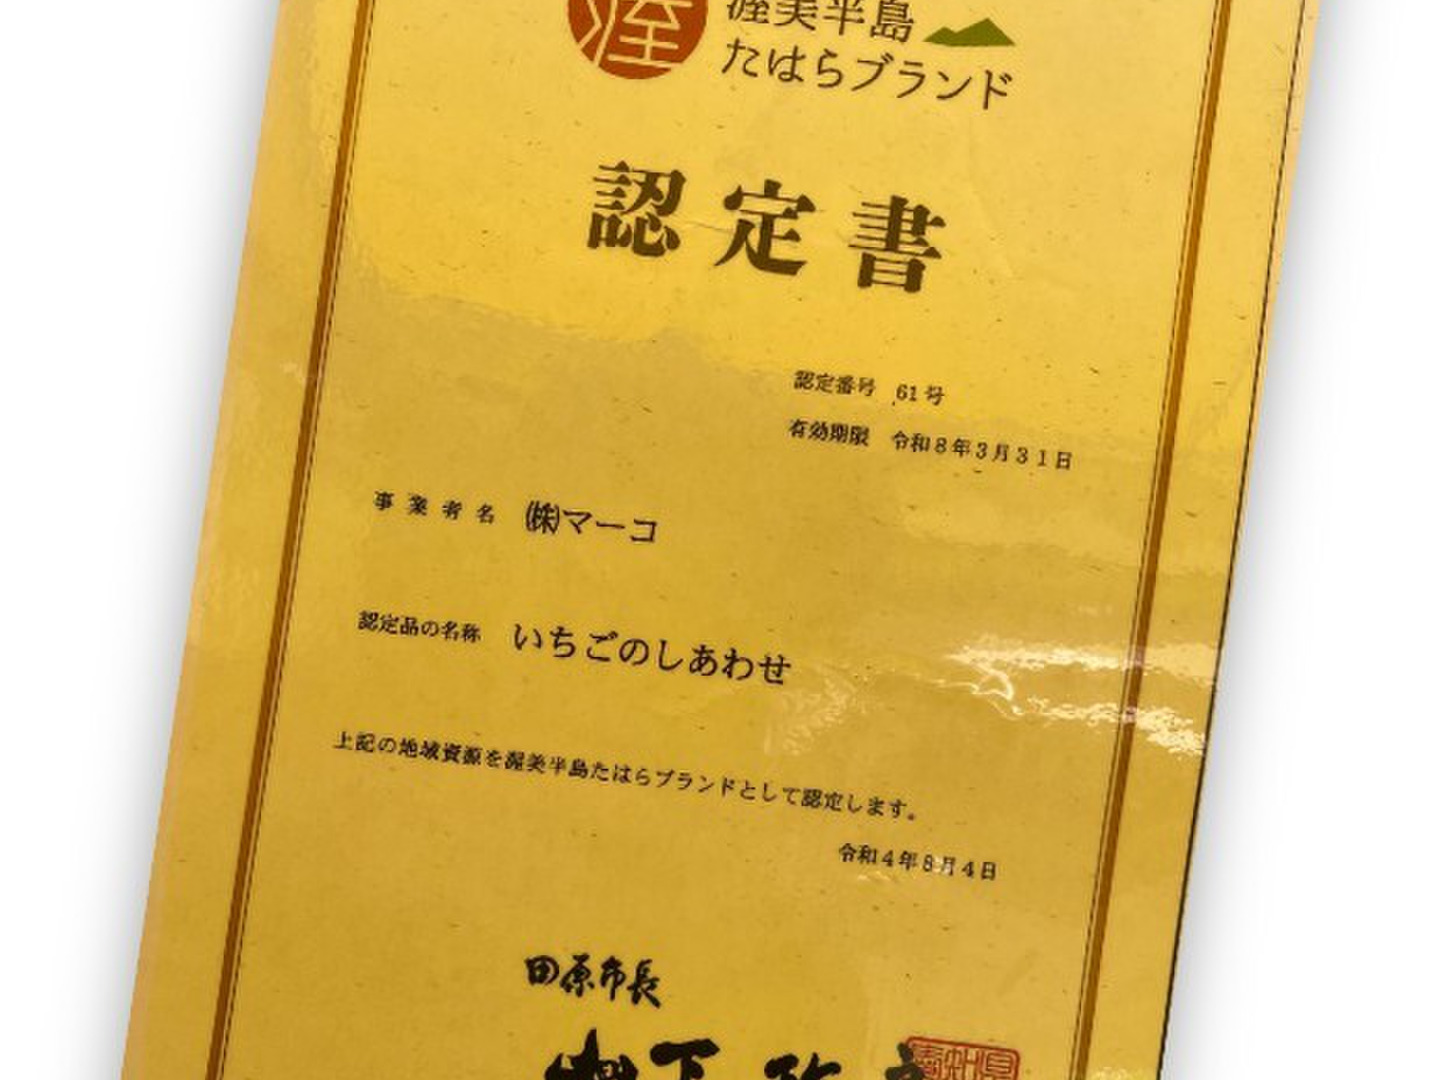 渥
渥美半島
たはらブランド
認定書
認定番号 61号
有効期限 令和8年3月31日
事業者名 ㈱マーコ
認定品の名称 いちごのしあわせ
上記の地域資源を渥美半島たはらブランドとして認定します。
令和4年8月4日
田原市長